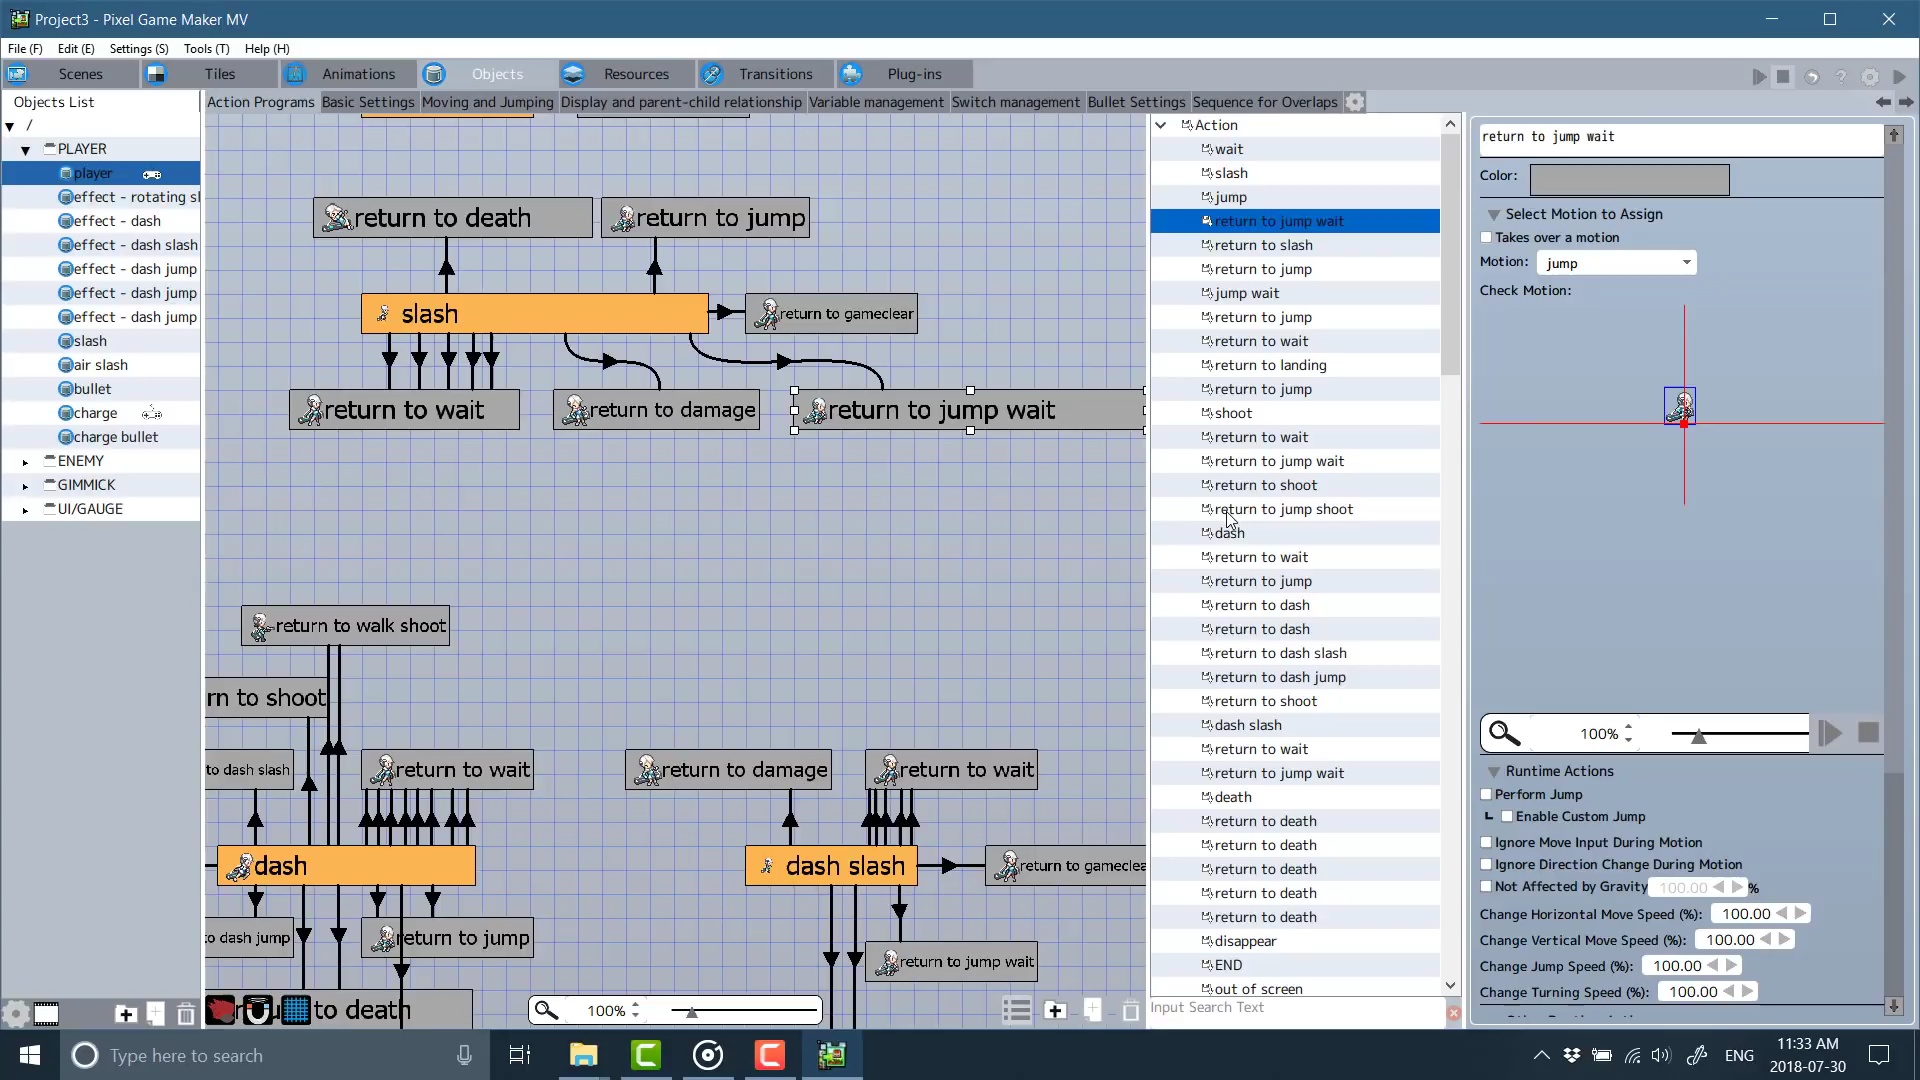 Project3 - Pixel Game Maker MV
File (F) Edit (E) Settings (S) Tools (T) Help (H)
Scenes Tiles Animations Objects Resources Transitions Plug-ins
Objects List
/
PLAYER
player
effect - rotating sl
effect - dash
effect - dash slash
effect - dash jump
effect - dash jump
effect - dash jump
slash
air slash
bullet
charge
charge bullet
ENEMY
GIMMICK
UI/GAUGE
Action Programs Basic Settings Moving and Jumping Display and parent-child relationship Variable management Switch management Bullet Settings Sequence for Overlaps
return to death
return to jump
slash
return to gameclear
return to wait
return to damage
return to jump wait
return to walk shoot
rn to shoot
to dash slash
return to wait
return to damage
return to wait
dash
dash slash
return to gameclea
to dash jump
return to jump
return to jump wait
to death
100%
Action
wait
slash
jump
return to jump wait
return to slash
return to jump
jump wait
return to jump
return to wait
return to landing
return to jump
shoot
return to wait
return to jump wait
return to shoot
return to jump shoot
dash
return to wait
return to jump
return to dash
return to dash
return to dash slash
return to dash jump
return to shoot
dash slash
return to wait
return to jump wait
death
return to death
return to death
return to death
return to death
return to death
disappear
END
out of screen
Input Search Text
return to jump wait
Color:
Select Motion to Assign
Takes over a motion
Motion: jump
Check Motion:
100%
Runtime Actions
Perform Jump
Enable Custom Jump
Ignore Move Input During Motion
Ignore Direction Change During Motion
Not Affected by Gravity 100.00 %
Change Horizontal Move Speed (%): 100.00
Change Vertical Move Speed (%): 100.00
Change Jump Speed (%): 100.00
Change Turning Speed (%): 100.00
Type here to search
ENG
11:33 AM
2018-07-30